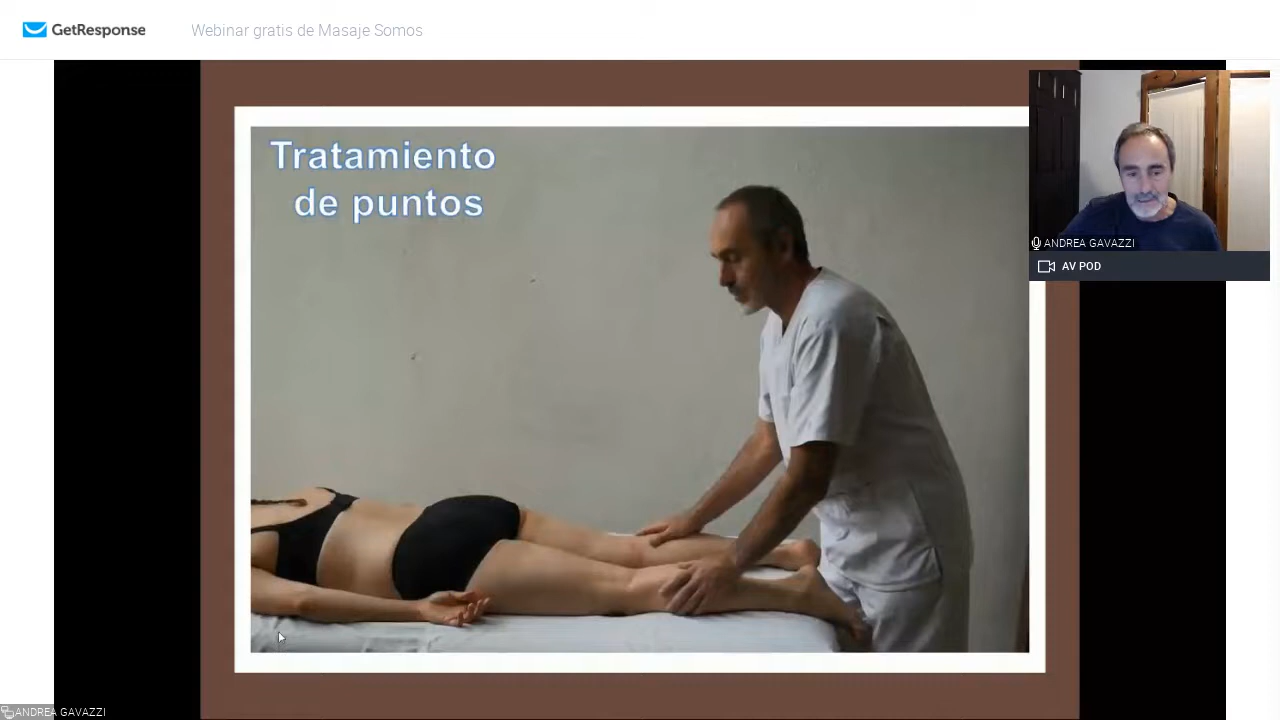 GetResponse
Webinar gratis de Masaje Somos
Tratamiento
de puntos
ANDREA GAVAZZI
AV POD
ANDREA GAVAZZI